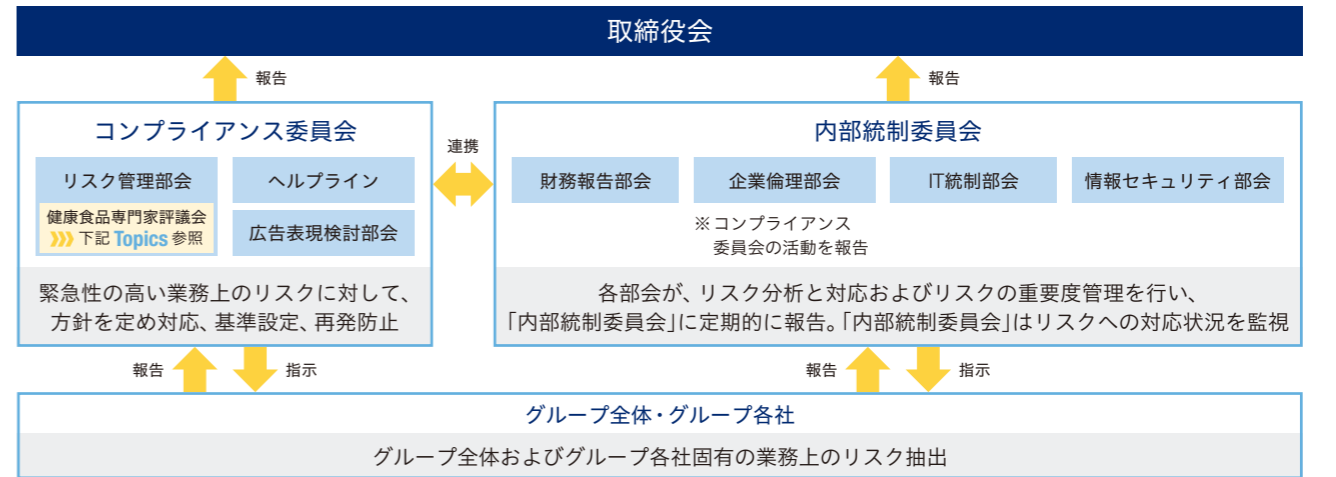 取締役会
報告
報告
コンプライアンス委員会
リスク管理部会
ヘルプライン
健康食品専門家評議会
》》》下記 Topics 参照
広告表現検討部会
緊急性の高い業務上のリスクに対して、
方針を定め対応、基準設定、再発防止
連携
内部統制委員会
財務報告部会
企業倫理部会
IT統制部会
情報セキュリティ部会
※コンプライアンス
委員会の活動を報告
各部会が、リスク分析と対応およびリスクの重要度管理を行い、
「内部統制委員会」に定期的に報告。「内部統制委員会」はリスクへの対応状況を監視
報告
指示
報告
指示
グループ全体・グループ各社
グループ全体およびグループ各社固有の業務上のリスク抽出